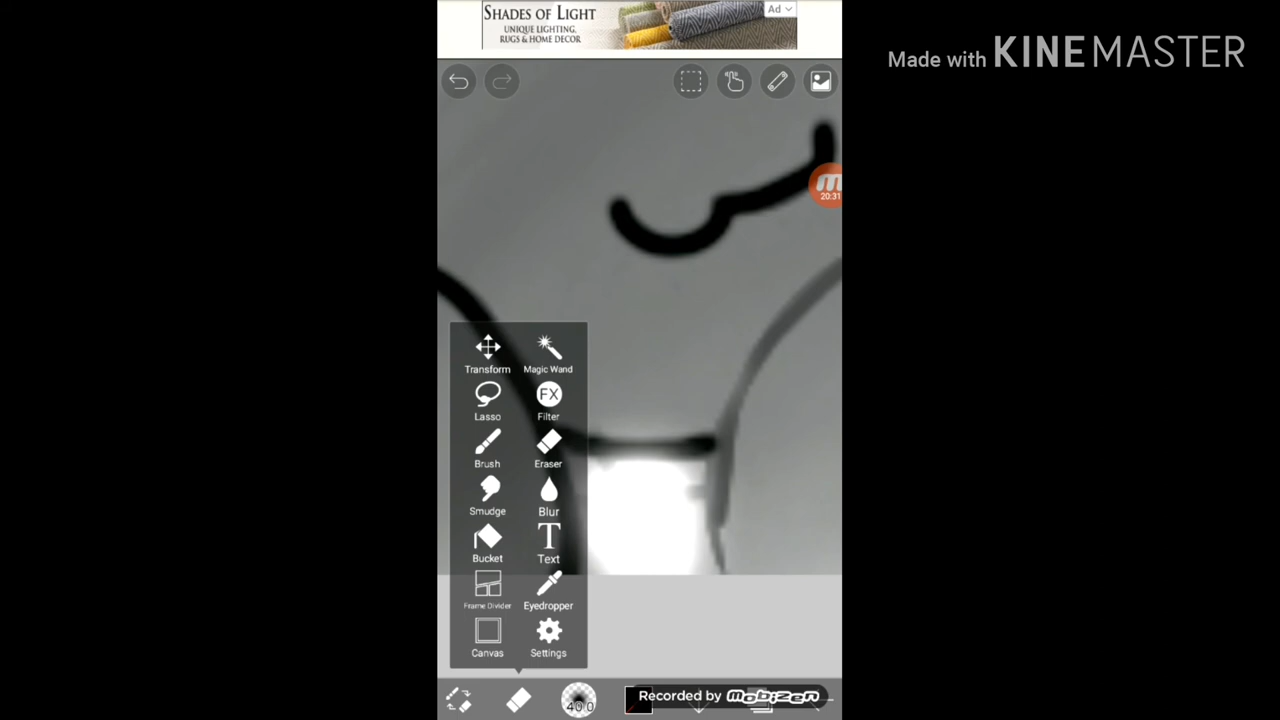 SHADES OF LIGHT
UNIQUE LIGHTING,
RUGS & HOME DECOR
Ad
Made with KINEMASTER
20:31
Transform Magic Wand
Lasso Filter
FX
Brush Eraser
Smudge Blur
Bucket Text
T
Frame Divider Eyedropper
Canvas Settings
40.0
Recorded by mobizen